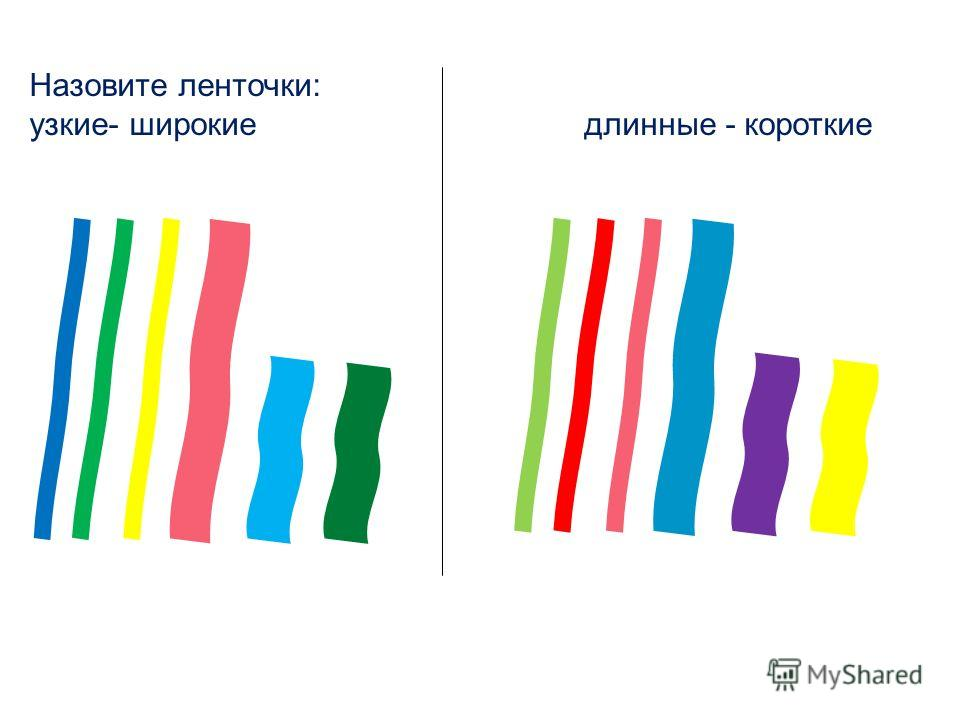 Назовите ленточки:
узкие- широкие
длинные - короткие
MyShared